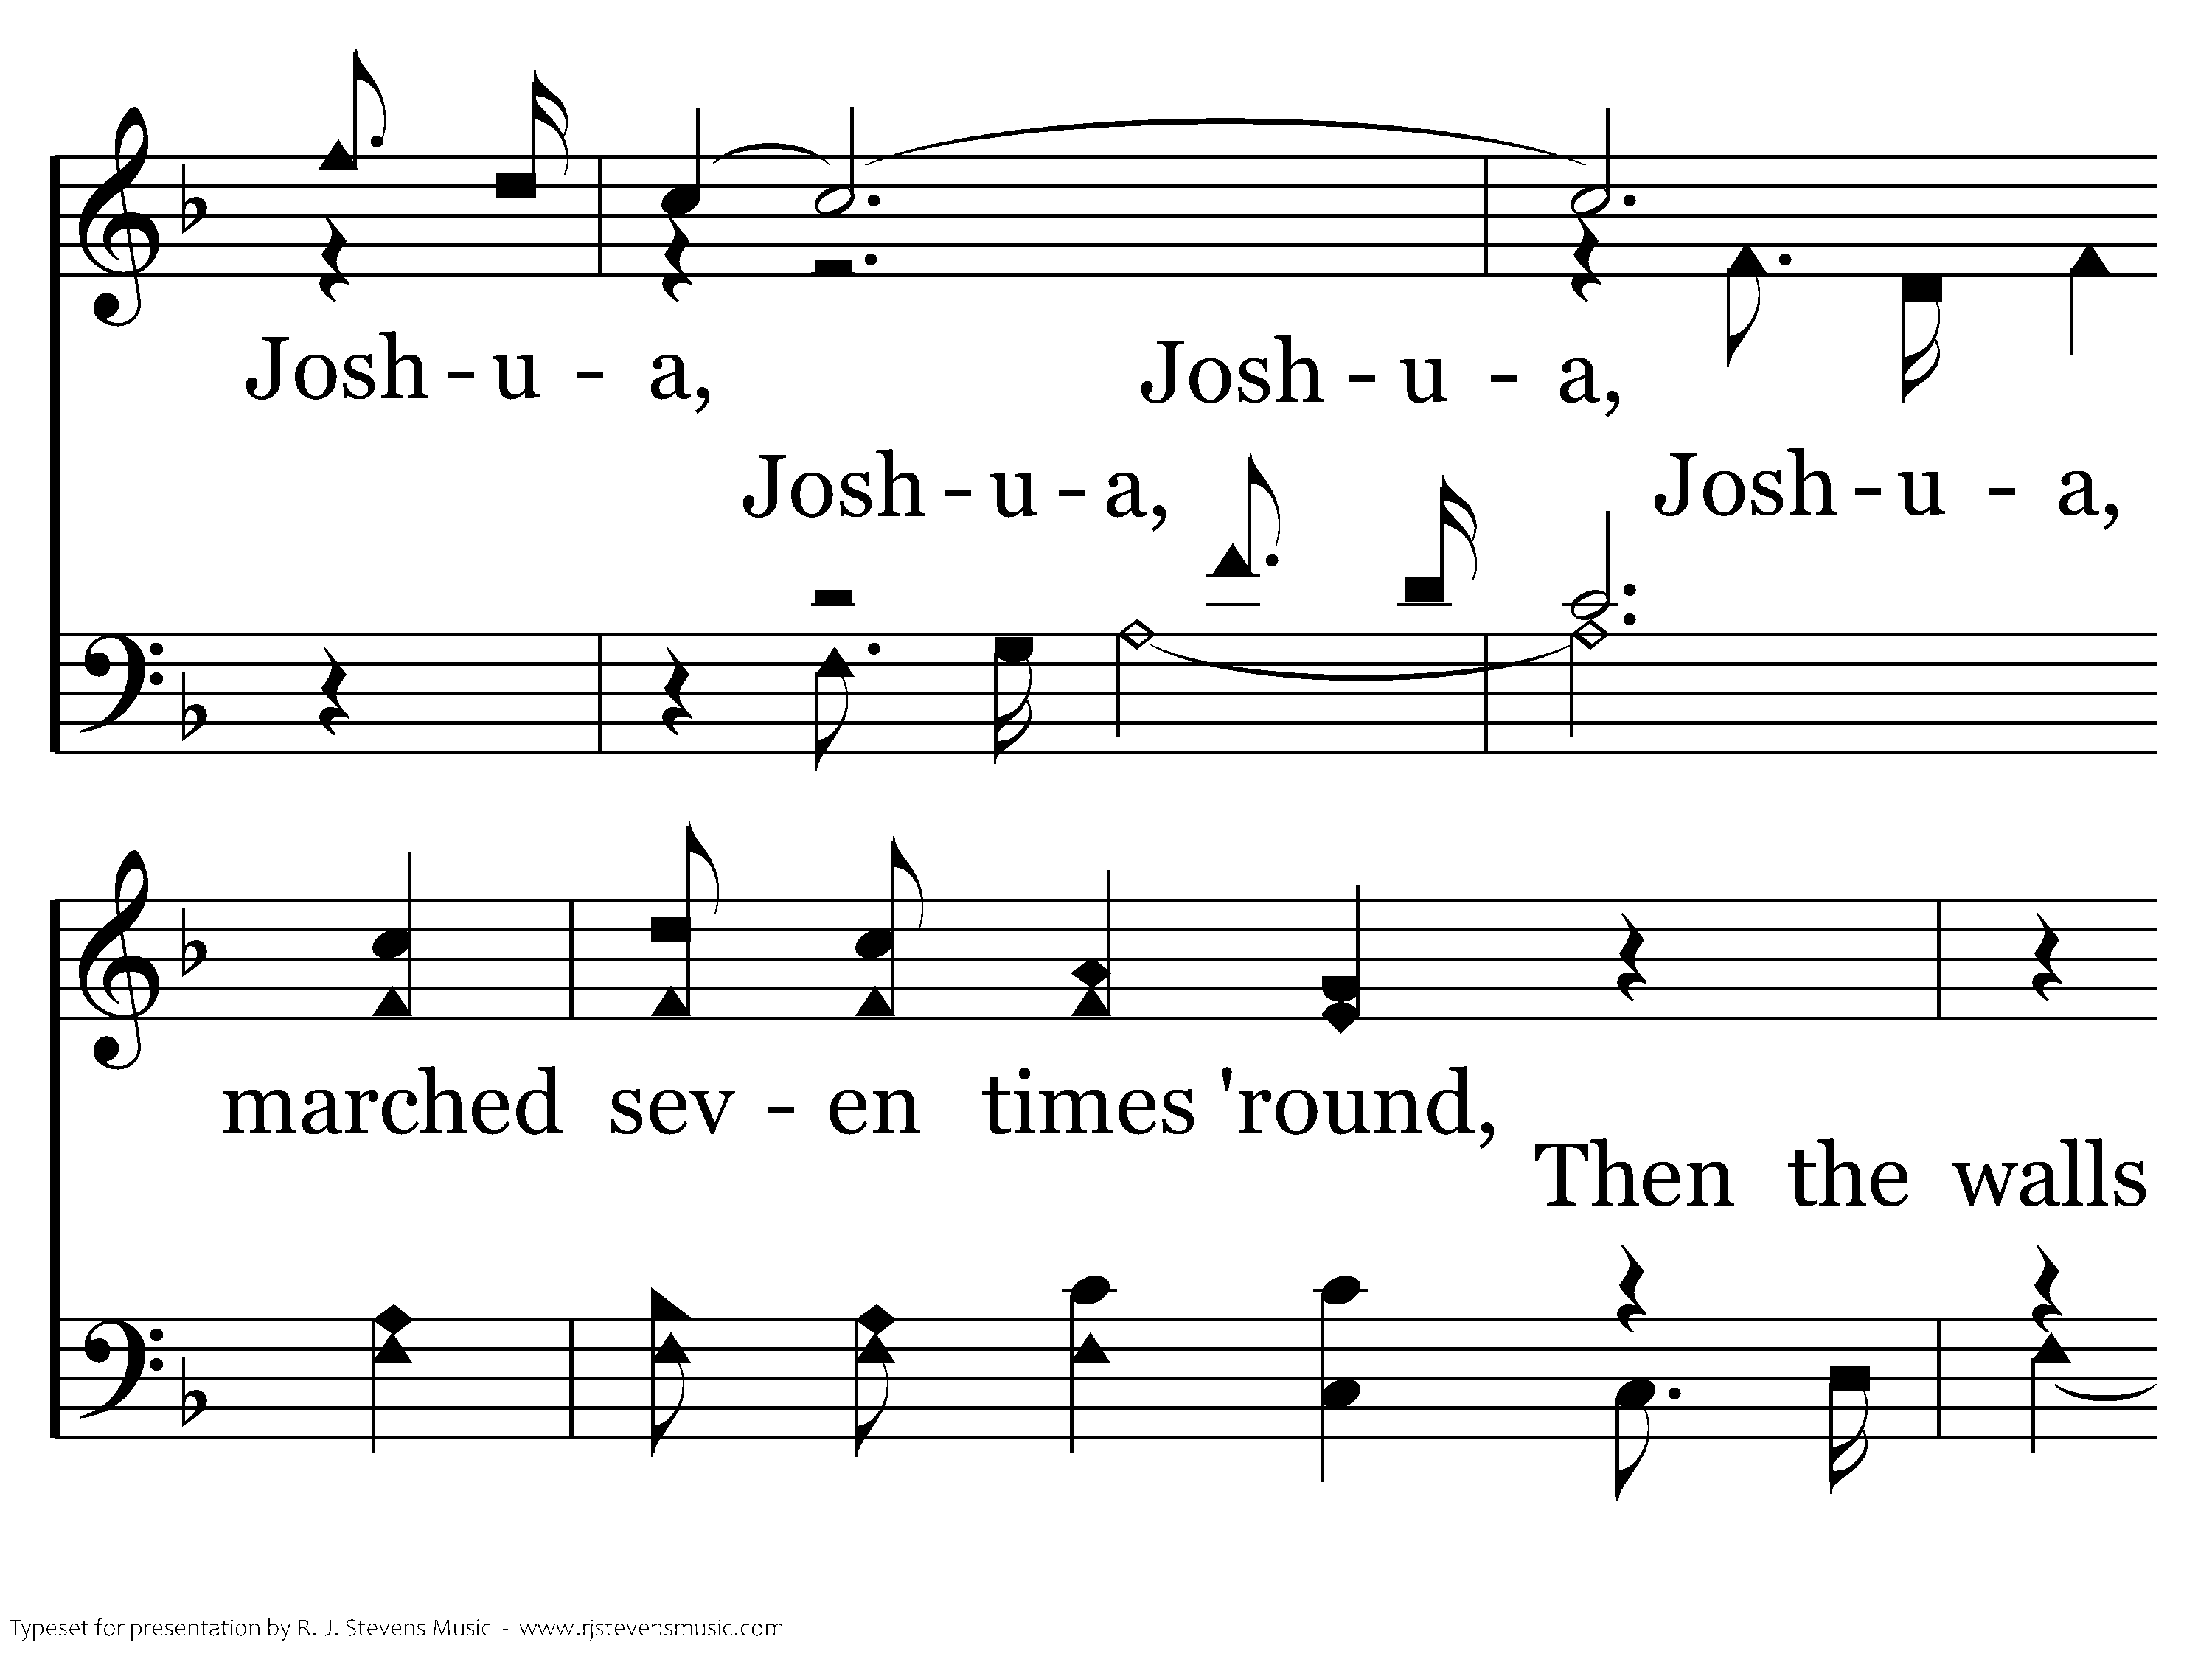 Josh - u - a, Josh - u - a,
Josh - u - a, Josh - u - a,
marched sev - en times 'round,
Then the walls
Typeset for presentation by R. J. Stevens Music - www.rjstevensmusic.com